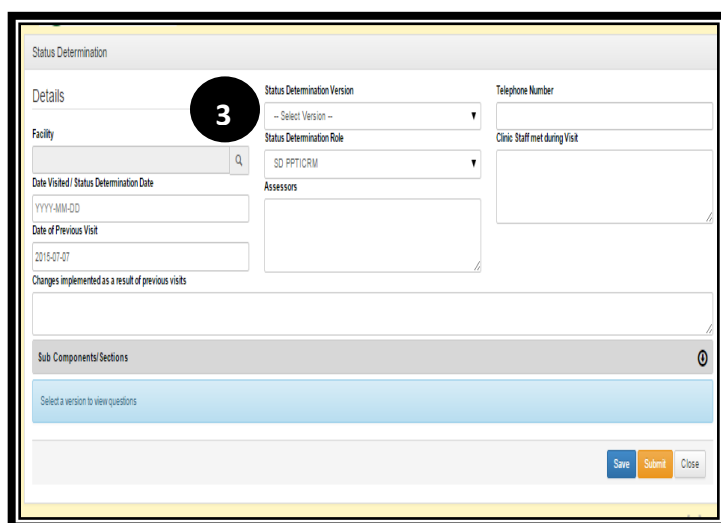 Status Determination
Details
3
Facility
Date Visited / Status Determination Date
YYYY-MM-DD
Date of Previous Visit
2015-07-07
Status Determination Version
-- Select Version --
Status Determination Role
SD PPTICRM
Assessors
Telephone Number
Clinic Staff met during Visit
Changes implemented as a result of previous visits
Sub Components/Sections
Select a version to view questions
Save Submit Close